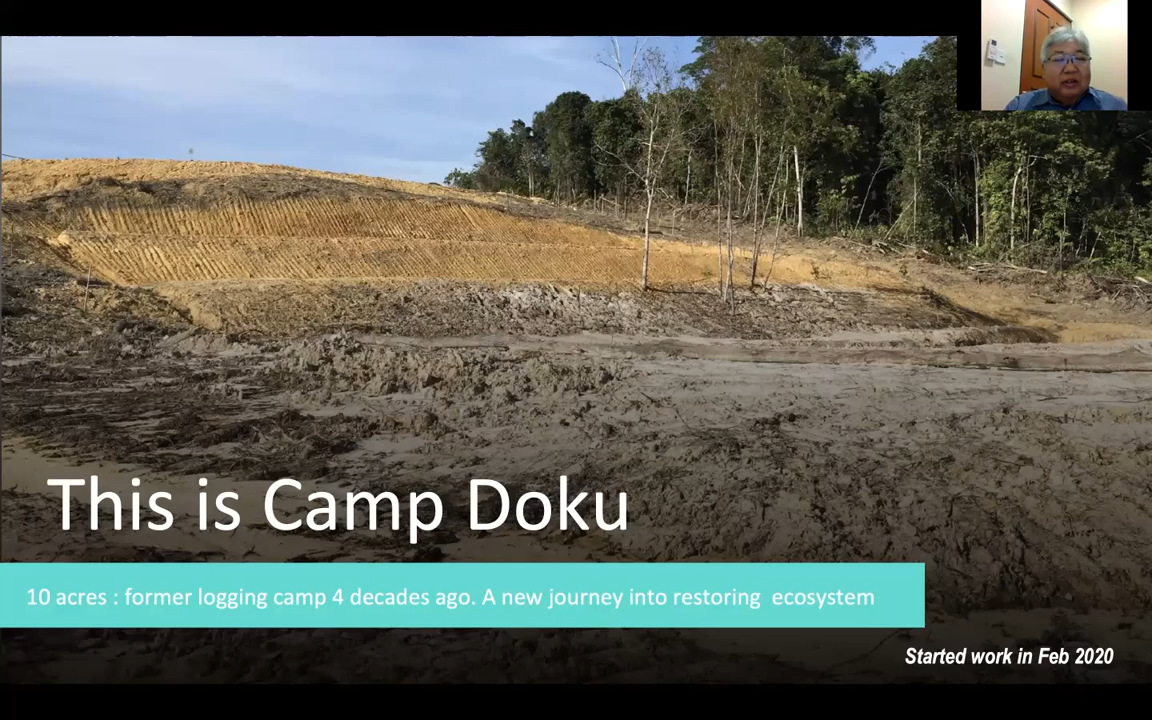 This is Camp Doku
10 acres : former logging camp 4 decades ago. A new journey into restoring  ecosystem
Started work in Feb 2020